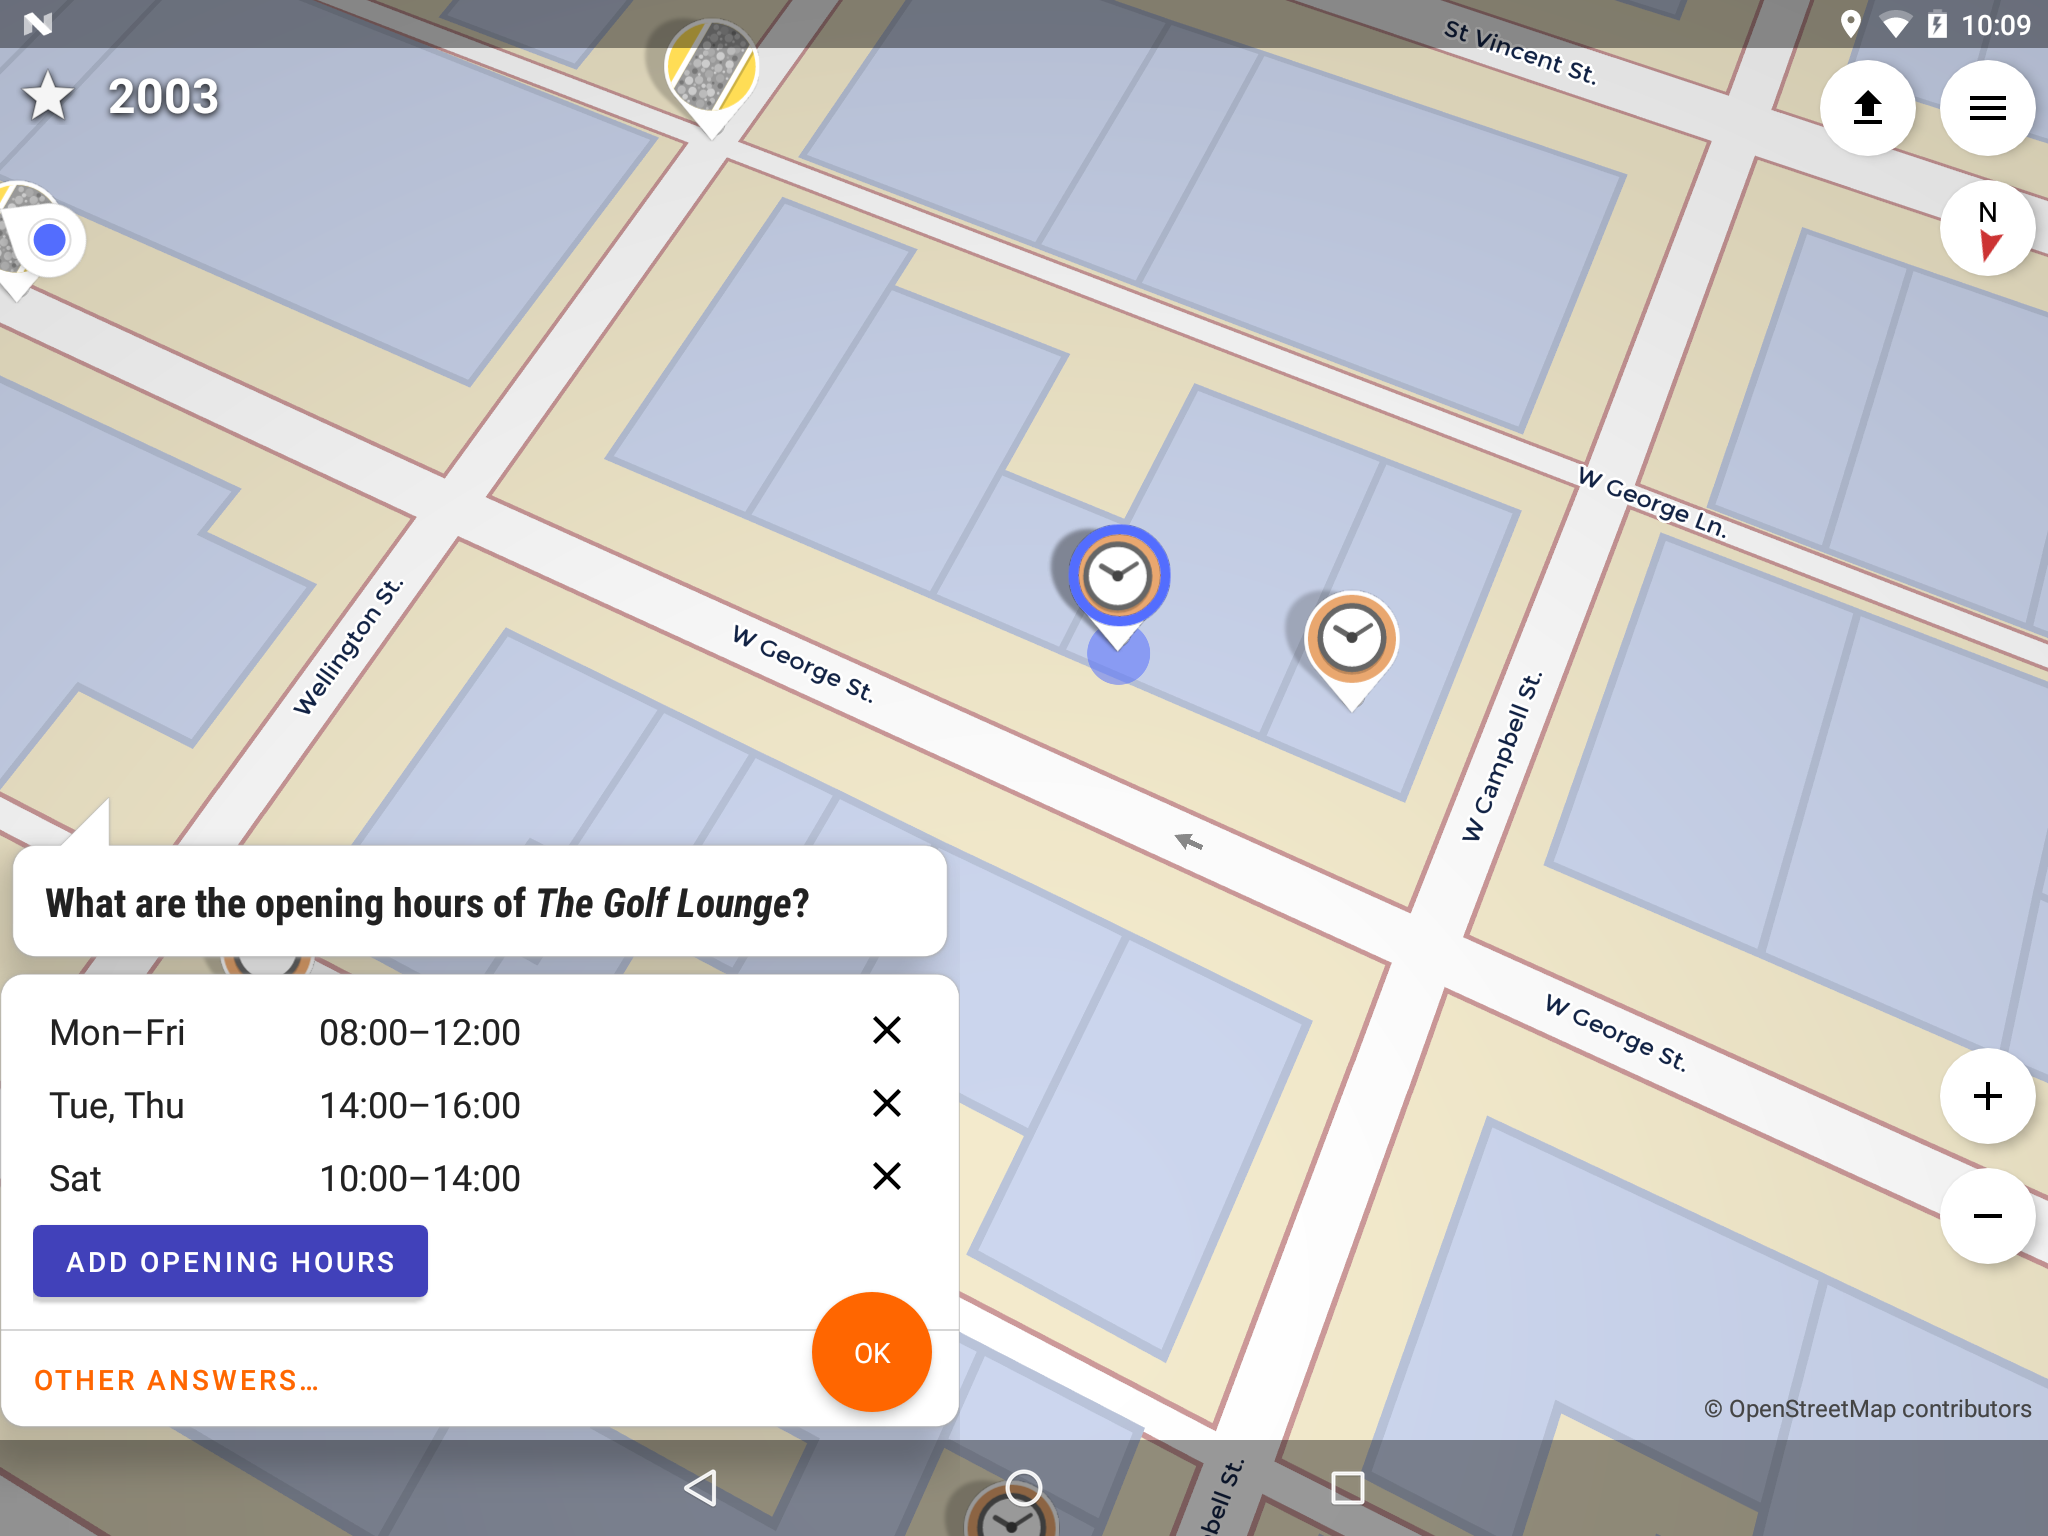 10:09
2003
St Vincent St.
N
W George Ln.
Wellington St.
W George St.
W Campbell St.
What are the opening hours of The Golf Lounge?
Mon–Fri 08:00–12:00
Tue, Thu 14:00–16:00
Sat 10:00–14:00
ADD OPENING HOURS
OK
OTHER ANSWERS…
W George St.
© OpenStreetMap contributors
bell St.